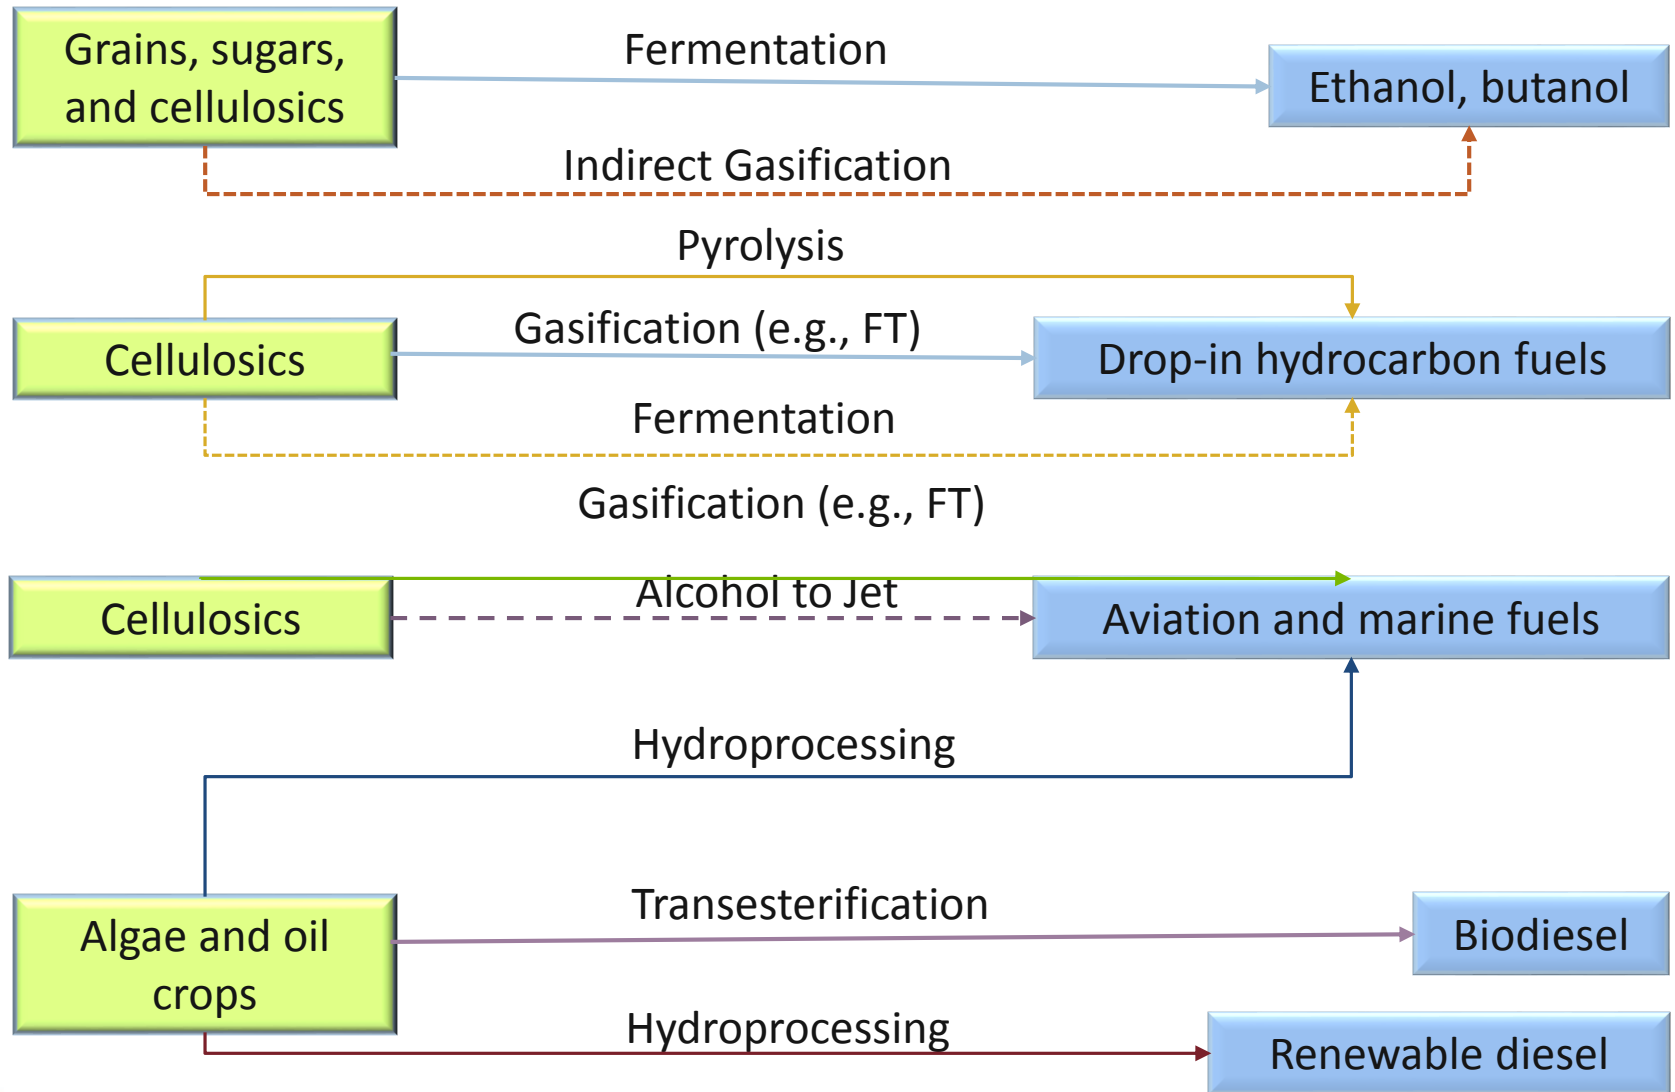 Grains, sugars,
and cellulosics
Fermentation
Ethanol, butanol
Indirect Gasification
Pyrolysis
Cellulosics
Gasification (e.g., FT)
Drop-in hydrocarbon fuels
Fermentation
Gasification (e.g., FT)
Cellulosics
Alcohol to Jet
Aviation and marine fuels
Hydroprocessing
Algae and oil
crops
Transesterification
Biodiesel
Hydroprocessing
Renewable diesel